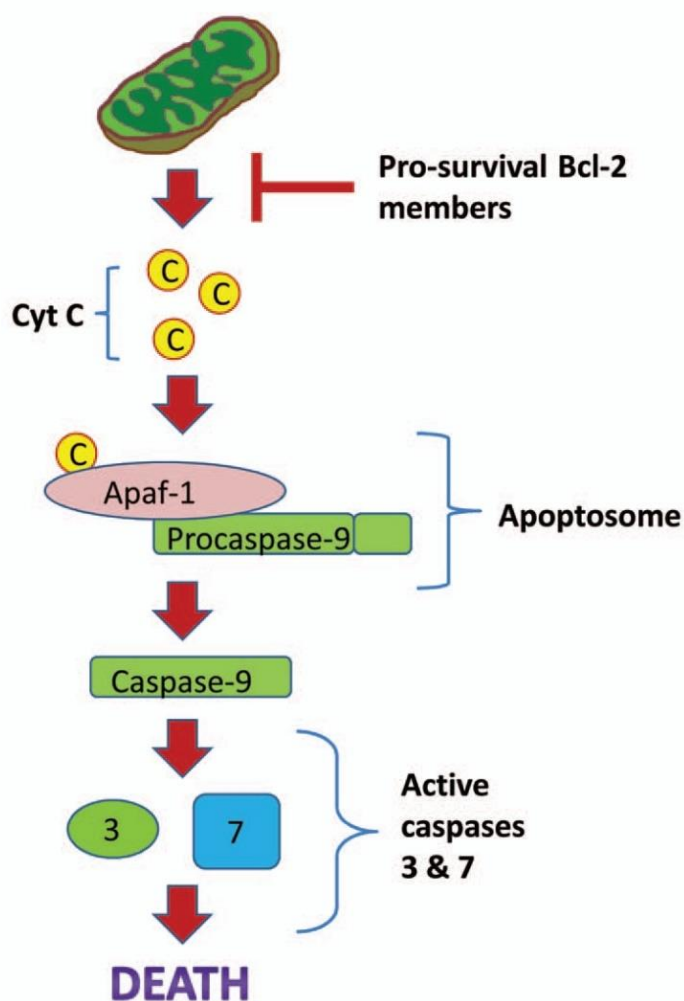 Pro-survival Bcl-2
members
C
C
C
Cyt C
C
Apaf-1
Procaspase-9
Apoptosome
Caspase-9
3
7
Active
caspases
3 & 7
DEATH